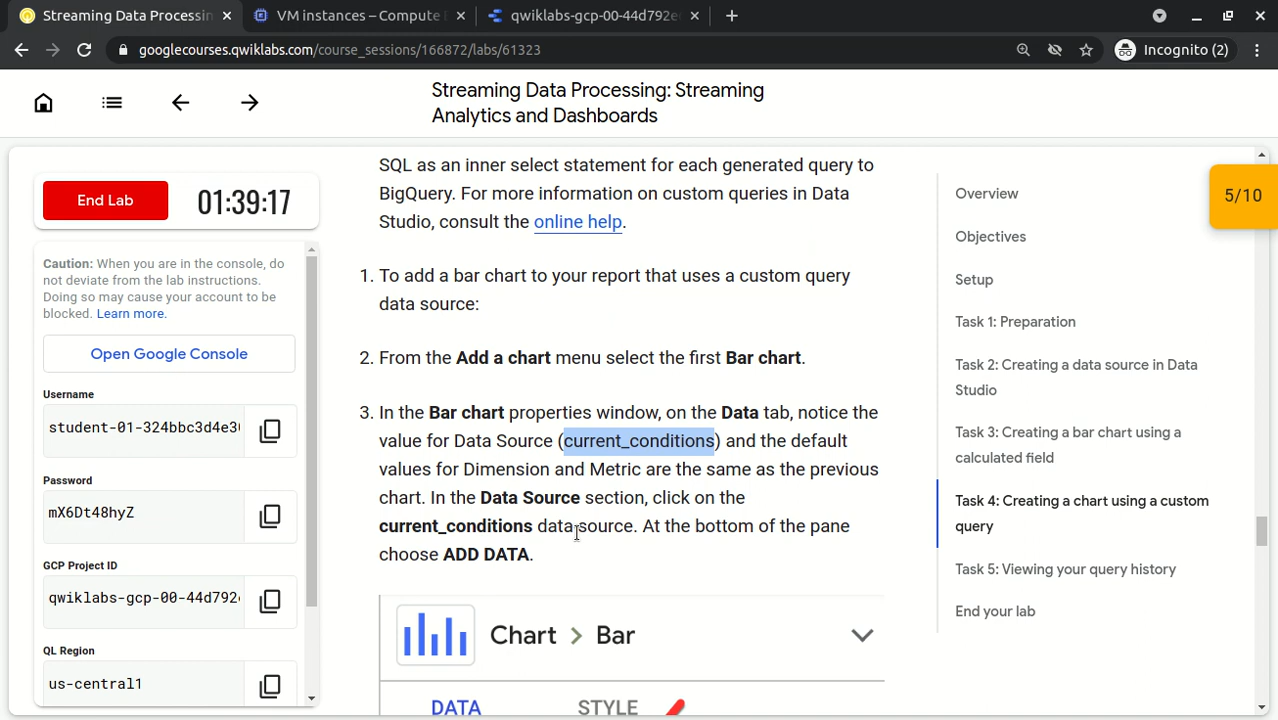 Streaming Data Processin
VM instances – Compute
qwiklabs-gcp-00-44d792e
googlecourses.qwiklabs.com/course_sessions/166872/labs/61323
Incognito (2)
Streaming Data Processing: Streaming
Analytics and Dashboards
End Lab
01:39:17
Caution: When you are in the console, do
not deviate from the lab instructions.
Doing so may cause your account to be
blocked. Learn more.
Open Google Console
Username
student-01-324bbc3d4e3
Password
mX6Dt48hyZ
GCP Project ID
qwiklabs-gcp-00-44d792
QL Region
us-central1
SQL as an inner select statement for each generated query to
BigQuery. For more information on custom queries in Data
Studio, consult the online help.
1. To add a bar chart to your report that uses a custom query
data source:
2. From the Add a chart menu select the first Bar chart.
3. In the Bar chart properties window, on the Data tab, notice the
value for Data Source (current_conditions) and the default
values for Dimension and Metric are the same as the previous
chart. In the Data Source section, click on the
current_conditions data source. At the bottom of the pane
choose ADD DATA.
Chart > Bar
DATA STYLE
Overview
Objectives
Setup
Task 1: Preparation
Task 2: Creating a data source in Data
Studio
Task 3: Creating a bar chart using a
calculated field
Task 4: Creating a chart using a custom
query
Task 5: Viewing your query history
End your lab
5/10